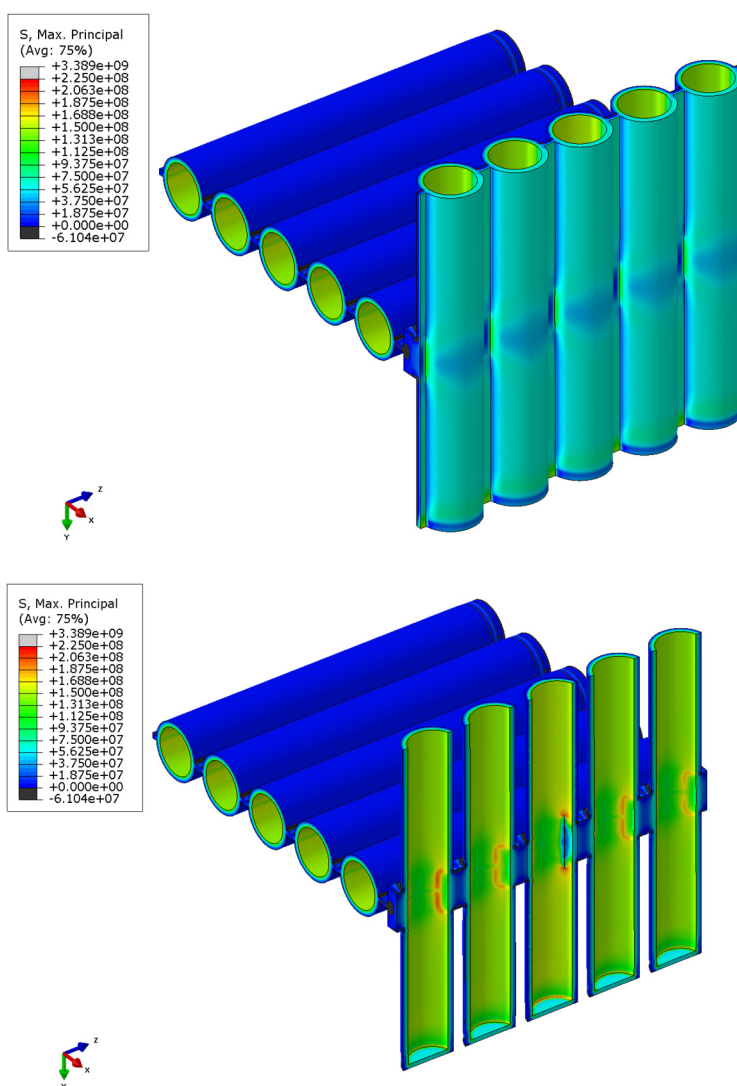 S, Max. Principal
(Avg: 75%)
+3.389e+09
+2.250e+08
+2.063e+08
+1.875e+08
+1.688e+08
+1.500e+08
+1.313e+08
+1.125e+08
+9.375e+07
+7.500e+07
+5.625e+07
+3.750e+07
+1.875e+07
+0.000e+00
-6.104e+07
Z
X
Y
S, Max. Principal
(Avg: 75%)
+3.389e+09
+2.250e+08
+2.063e+08
+1.875e+08
+1.688e+08
+1.500e+08
+1.313e+08
+1.125e+08
+9.375e+07
+7.500e+07
+5.625e+07
+3.750e+07
+1.875e+07
+0.000e+00
-6.104e+07
Z
X
Y